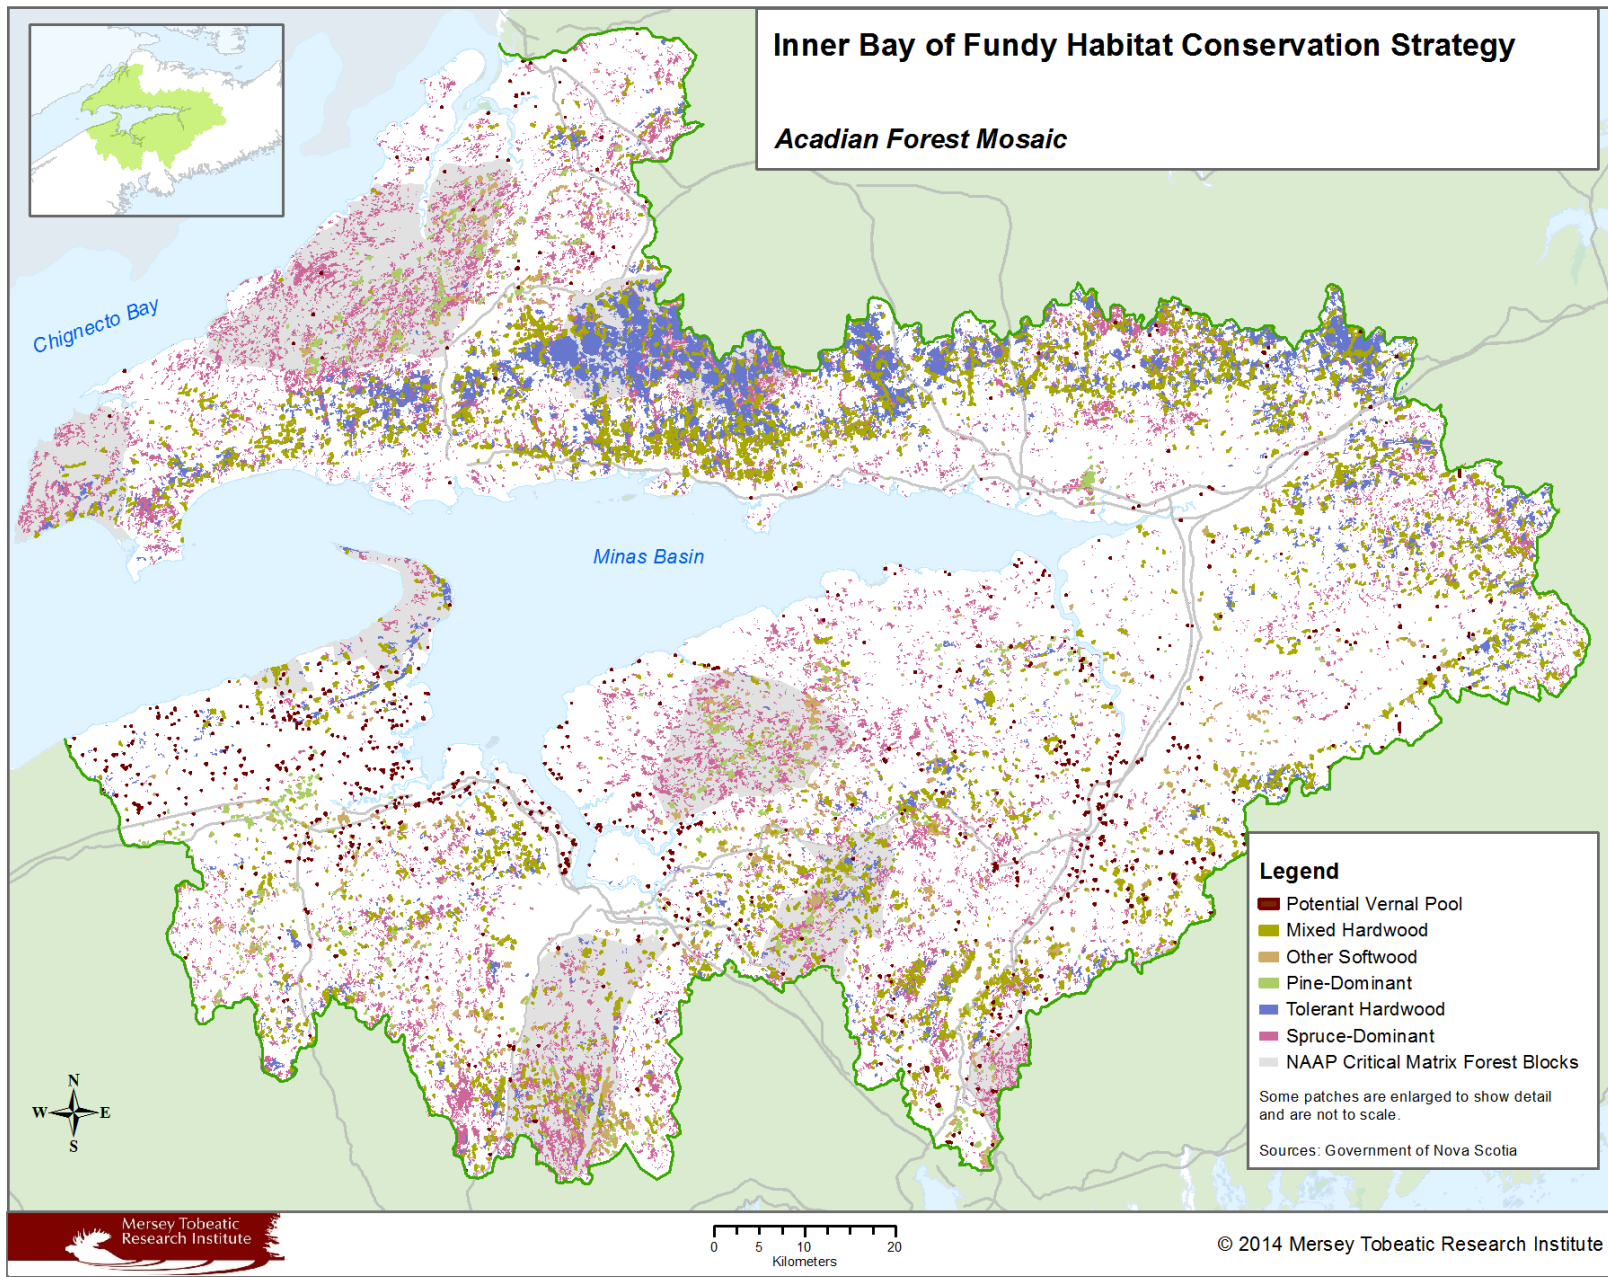 Inner Bay of Fundy Habitat Conservation Strategy
Acadian Forest Mosaic
Chignecto Bay
Minas Basin
Legend
Potential Vernal Pool
Mixed Hardwood
Other Softwood
Pine-Dominant
Tolerant Hardwood
Spruce-Dominant
NAAP Critical Matrix Forest Blocks
Some patches are enlarged to show detail
and are not to scale.
Sources: Government of Nova Scotia
N
W E
S
Mersey Tobeatic
Research Institute
0 5 10 20
Kilometers
© 2014 Mersey Tobeatic Research Institute